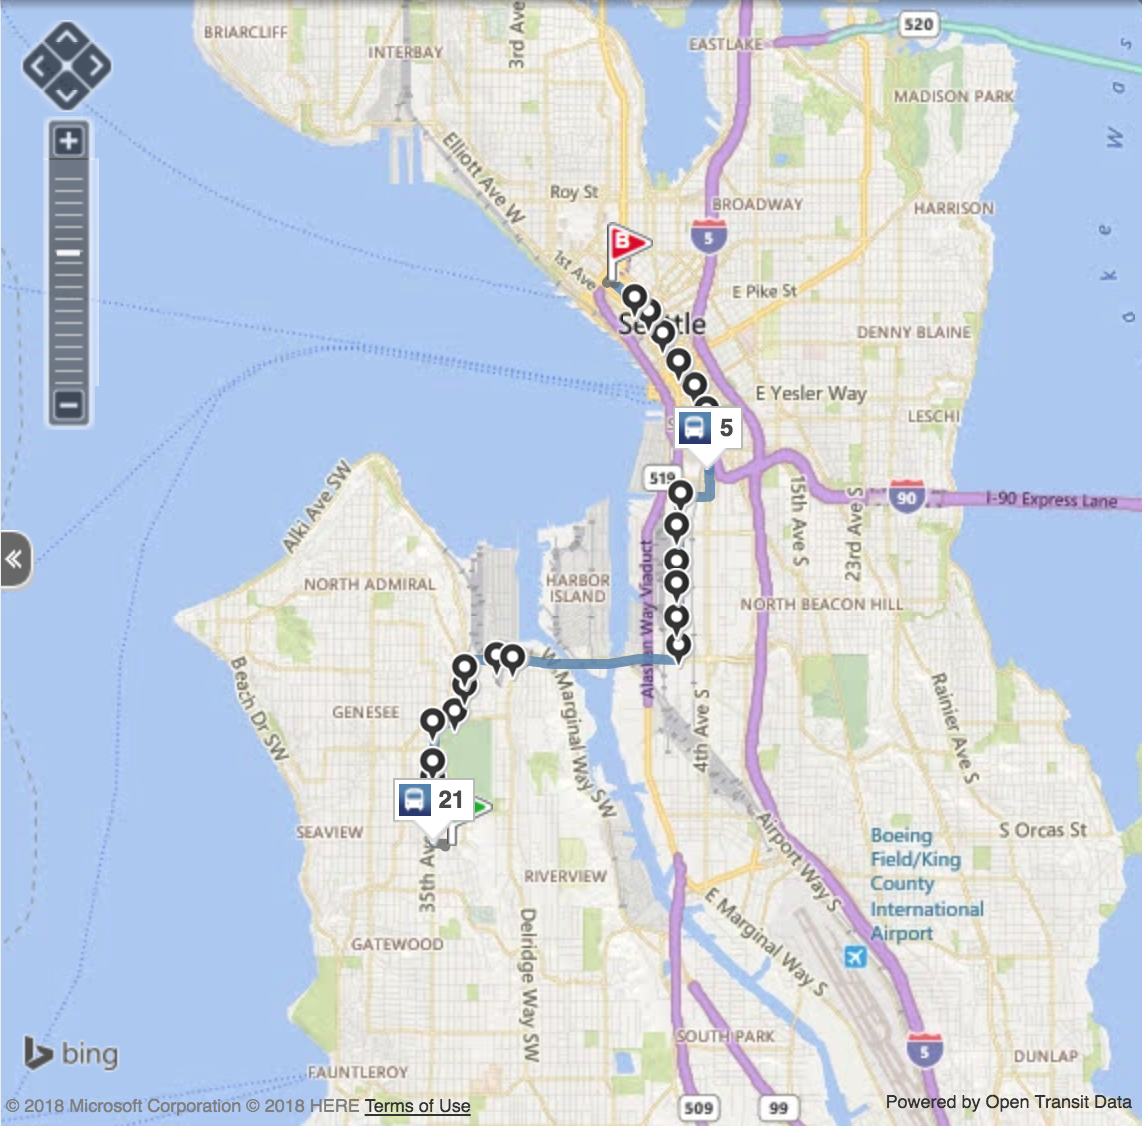 BRIARCLIFF
INTERBAY
3rd Ave
EASTLAKE
520
MADISON PARK
Elliott Ave W
Roy St
BROADWAY
HARRISON
B
5
1st Ave
E Pike St
Seattle
DENNY BLAINE
E Yesler Way
LESCHI
5
519
90
I-90 Express Lane
15th Ave S
23rd Ave S
Alki Ave SW
NORTH ADMIRAL
HARBOR
ISLAND
Alaskan Way Viaduct
NORTH BEACON HILL
Beach Dr SW
GENESEE
W Marginal Way SW
4th Ave S
Rainier Ave S
21
SEAVIEW
35th Ave
RIVERVIEW
Airport Way S
S Orcas St
Boeing
Field/King
County
International
Airport
E Marginal Way S
GATEWOOD
Delridge Way SW
SOUTH PARK
5
DUNLAP
bing
FAUNTLEROY
509
99
© 2018 Microsoft Corporation © 2018 HERE Terms of Use
Powered by Open Transit Data